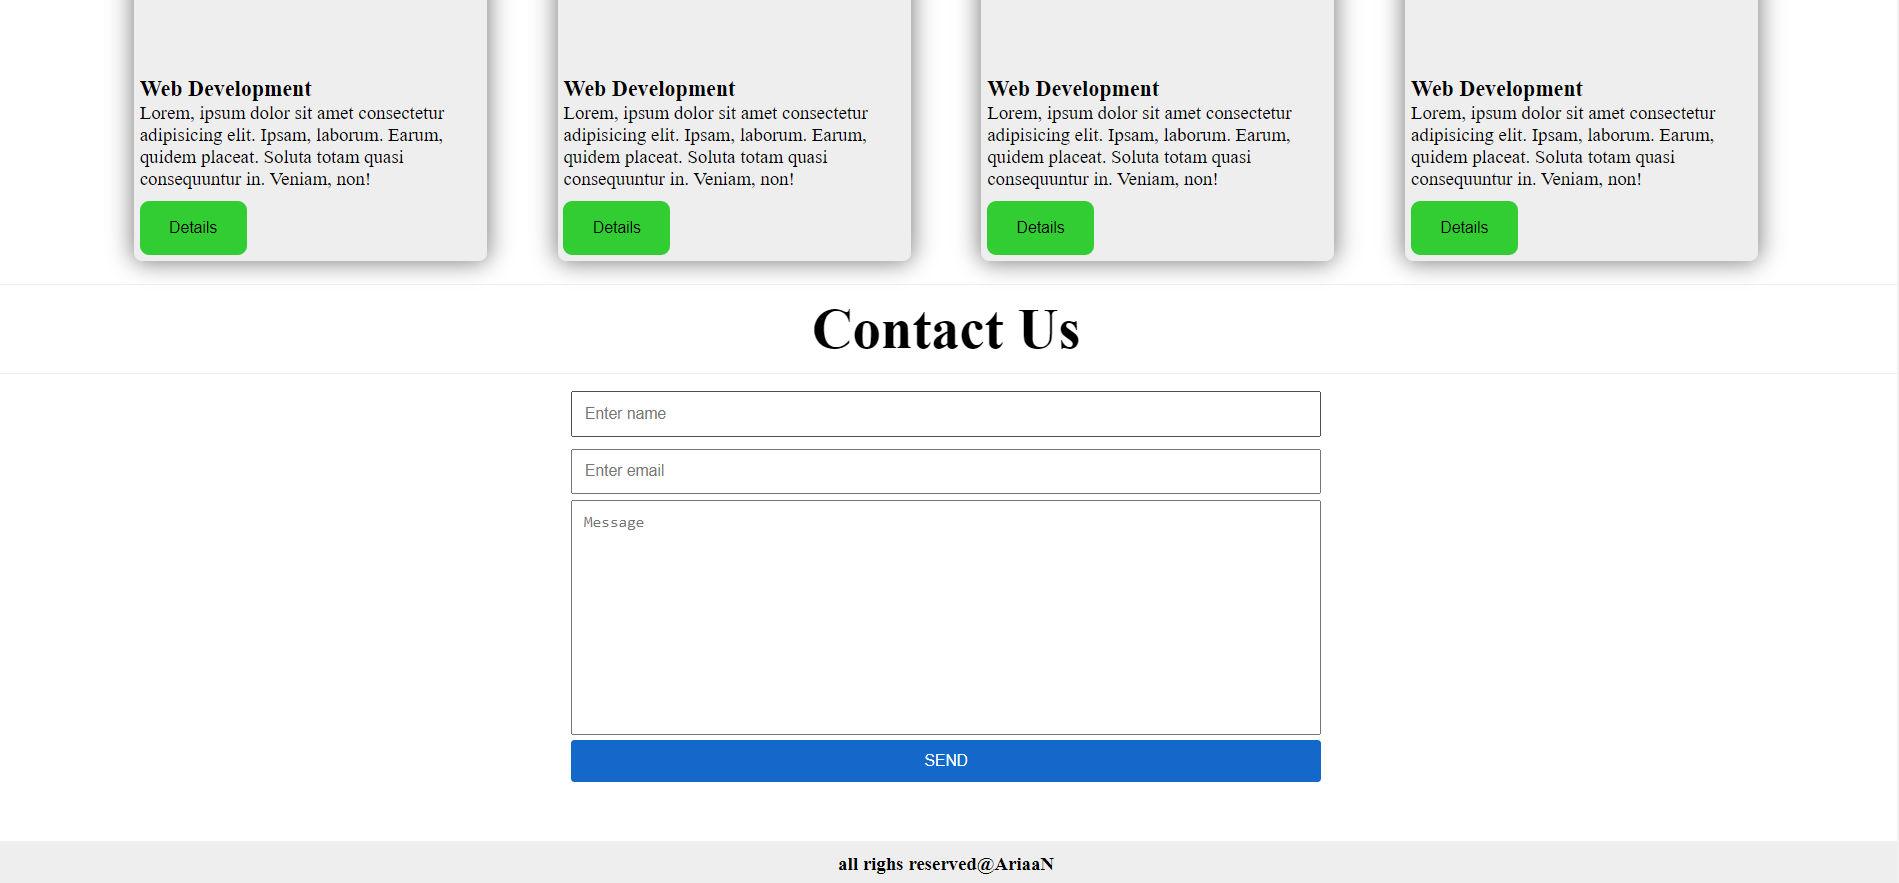 Web Development
Lorem, ipsum dolor sit amet consectetur
adipisicing elit. Ipsam, laborum. Earum,
quidem placeat. Soluta totam quasi
consequuntur in. Veniam, non!
Details
Web Development
Lorem, ipsum dolor sit amet consectetur
adipisicing elit. Ipsam, laborum. Earum,
quidem placeat. Soluta totam quasi
consequuntur in. Veniam, non!
Details
Web Development
Lorem, ipsum dolor sit amet consectetur
adipisicing elit. Ipsam, laborum. Earum,
quidem placeat. Soluta totam quasi
consequuntur in. Veniam, non!
Details
Web Development
Lorem, ipsum dolor sit amet consectetur
adipisicing elit. Ipsam, laborum. Earum,
quidem placeat. Soluta totam quasi
consequuntur in. Veniam, non!
Details
Contact Us
Enter name
Enter email
Message
SEND
all righs reserved@AriaaN